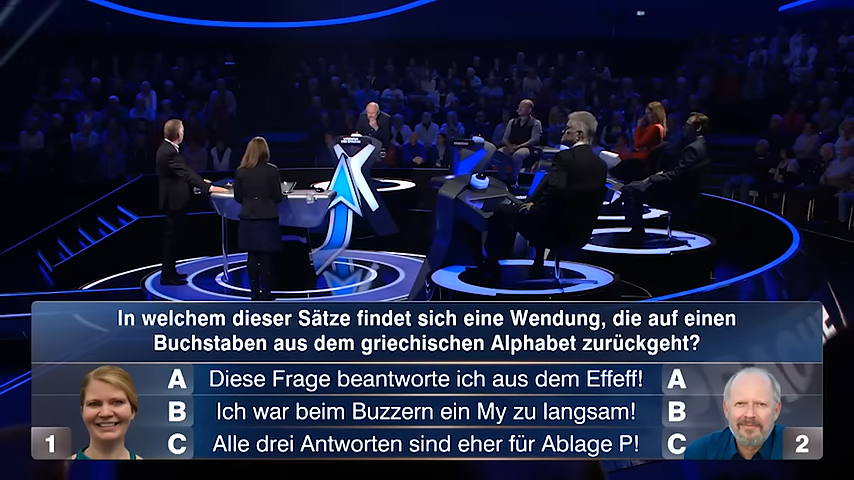 In welchem dieser Sätze findet sich eine Wendung, die auf einen
Buchstaben aus dem griechischen Alphabet zurückgeht?
A Diese Frage beantworte ich aus dem Effeff! A
B Ich war beim Buzzern ein My zu langsam! B
C Alle drei Antworten sind eher für Ablage P! C
1 2